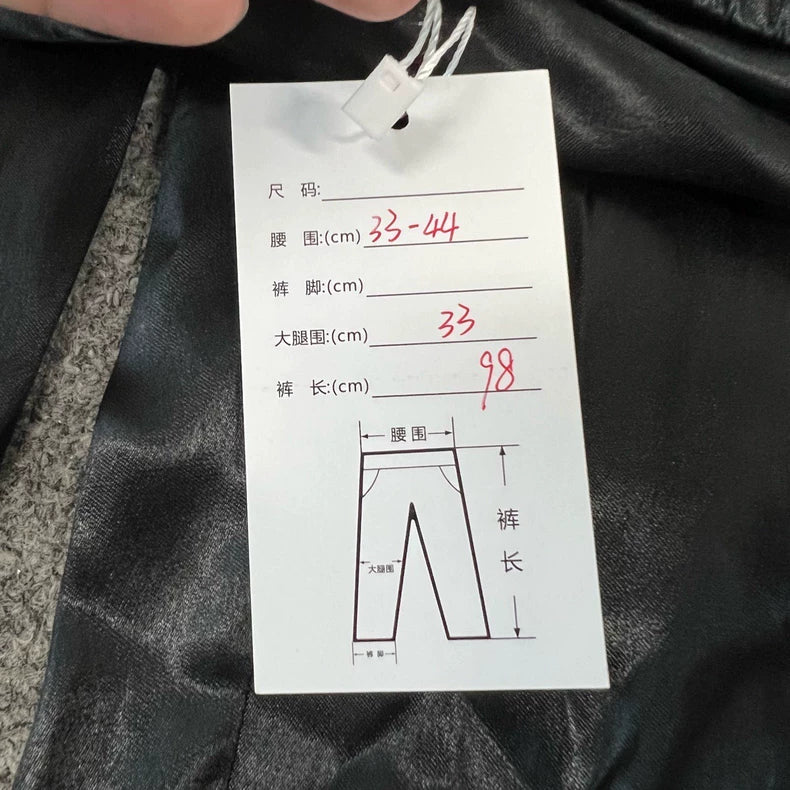 尺 码:
腰 围:(cm) 33-44
裤 脚:(cm)
大腿围:(cm) 33
裤 长:(cm) 98
腰围
裤长
大腿围
裤脚